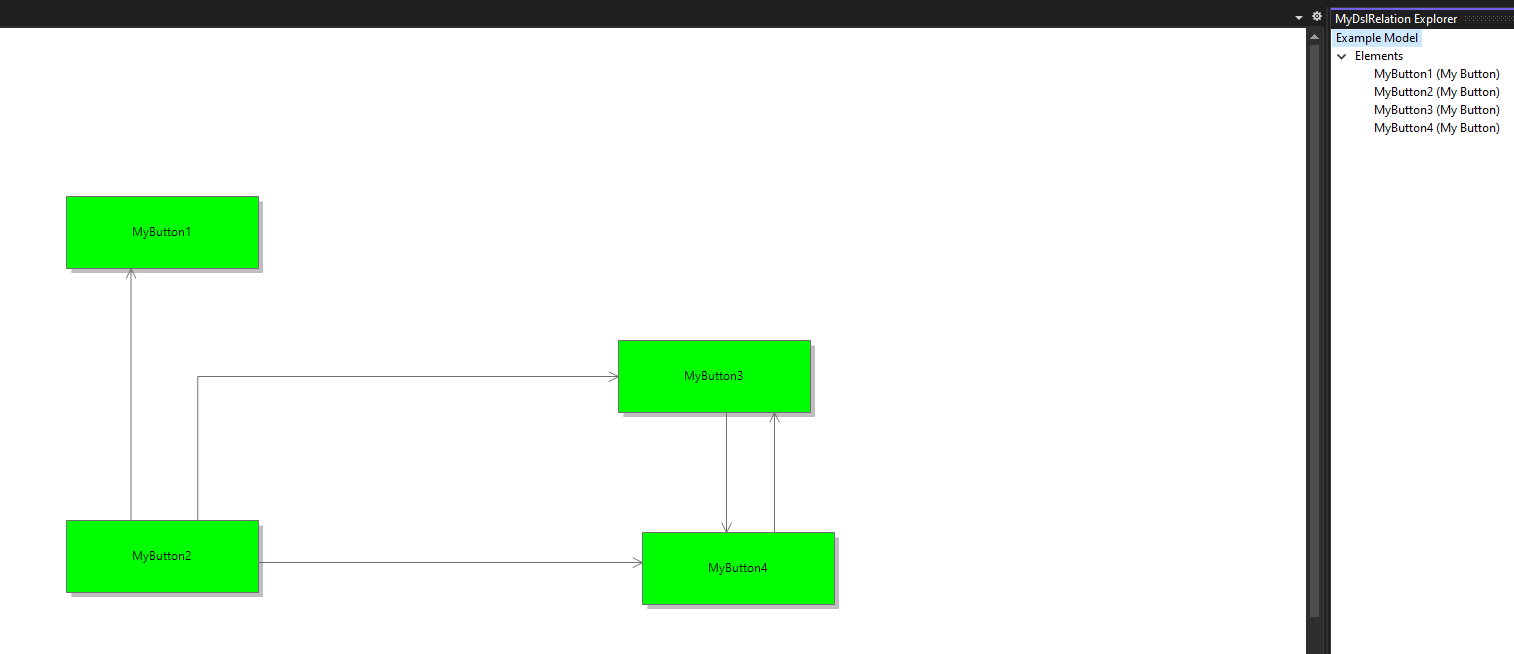 MyDslRelation Explorer
Example Model
Elements
MyButton1 (My Button)
MyButton2 (My Button)
MyButton3 (My Button)
MyButton4 (My Button)
MyButton1
MyButton3
MyButton2
MyButton4